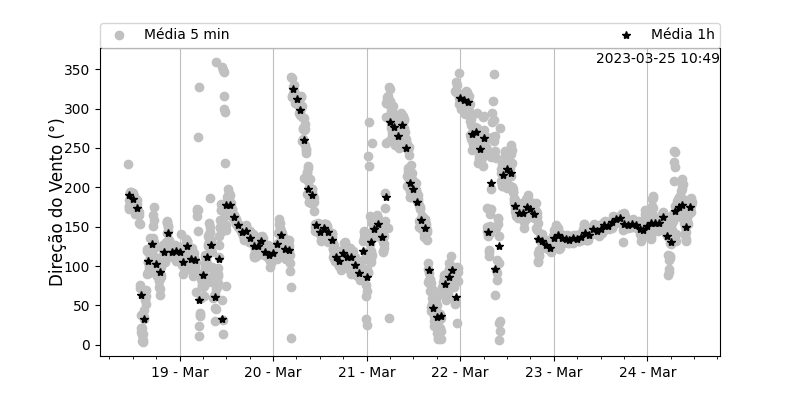 Média 5 min
Média 1h
2023-03-25 10:49
Direção do Vento (°)
350
300
250
200
150
100
50
0
19 - Mar
20 - Mar
21 - Mar
22 - Mar
23 - Mar
24 - Mar